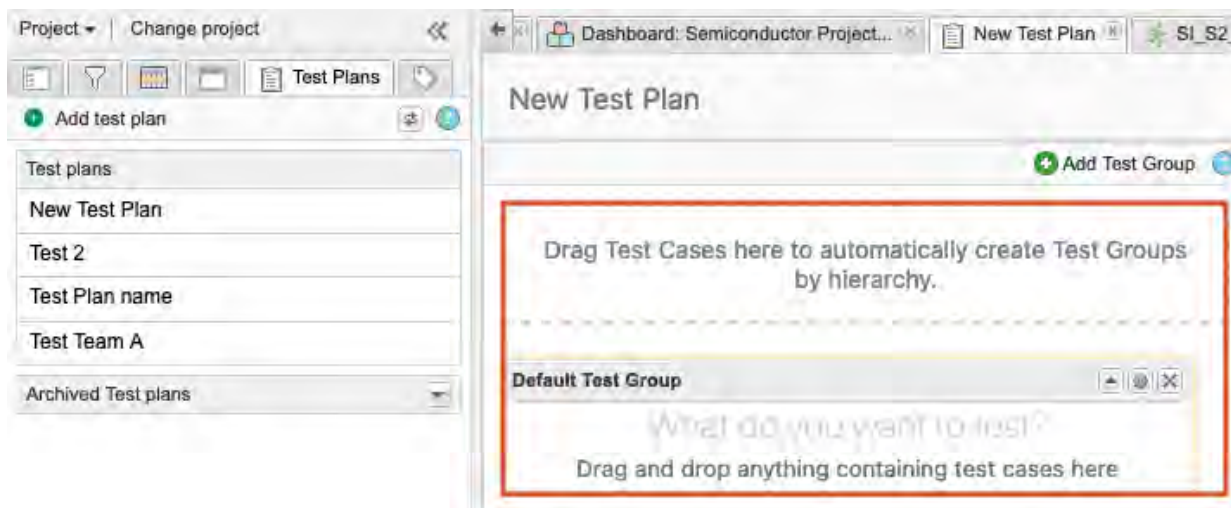 Project
Change project
Dashboard: Semiconductor Project...
New Test Plan
SI_S2
Test Plans
New Test Plan
Add test plan
Add Test Group
Test plans
New Test Plan
Test 2
Test Plan name
Test Team A
Archived Test plans
Drag Test Cases here to automatically create Test Groups
by hierarchy.
Default Test Group
What do you want to test?
Drag and drop anything containing test cases here